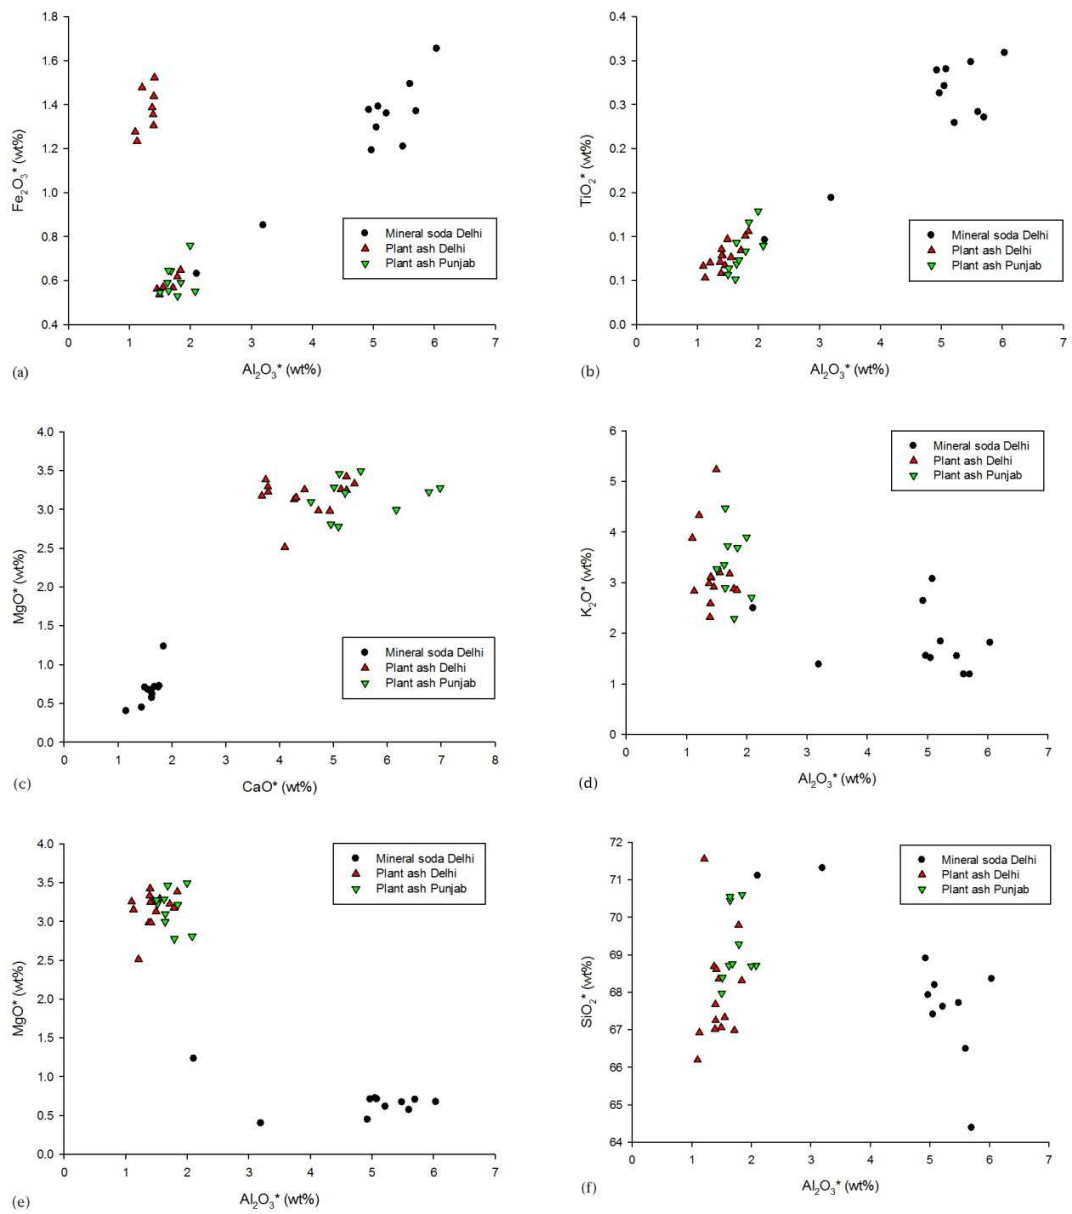 1.8
1.6
1.4
1.2
1.0
0.8
0.6
0.4
Fe₂O₃* (wt%)
0 1 2 3 4 5 6 7
Al₂O₃* (wt%)
Mineral soda Delhi
Plant ash Delhi
Plant ash Punjab
(a)
0.4
0.3
0.3
0.2
0.2
0.1
0.1
0.0
TiO₂* (wt%)
0 1 2 3 4 5 6 7
Al₂O₃* (wt%)
Mineral soda Delhi
Plant ash Delhi
Plant ash Punjab
(b)
4.0
3.5
3.0
2.5
2.0
1.5
1.0
0.5
0.0
MgO* (wt%)
0 1 2 3 4 5 6 7 8
CaO* (wt%)
Mineral soda Delhi
Plant ash Delhi
Plant ash Punjab
(c)
6
5
4
3
2
1
0
K₂O* (wt%)
0 1 2 3 4 5 6 7
Al₂O₃* (wt%)
Mineral soda Delhi
Plant ash Delhi
Plant ash Punjab
(d)
4.0
3.5
3.0
2.5
2.0
1.5
1.0
0.5
0.0
MgO* (wt%)
0 1 2 3 4 5 6 7
Al₂O₃* (wt%)
Mineral soda Delhi
Plant ash Delhi
Plant ash Punjab
(e)
72
71
70
69
68
67
66
65
64
SiO₂* (wt%)
0 1 2 3 4 5 6 7
Al₂O₃* (wt%)
Mineral soda Delhi
Plant ash Delhi
Plant ash Punjab
(f)